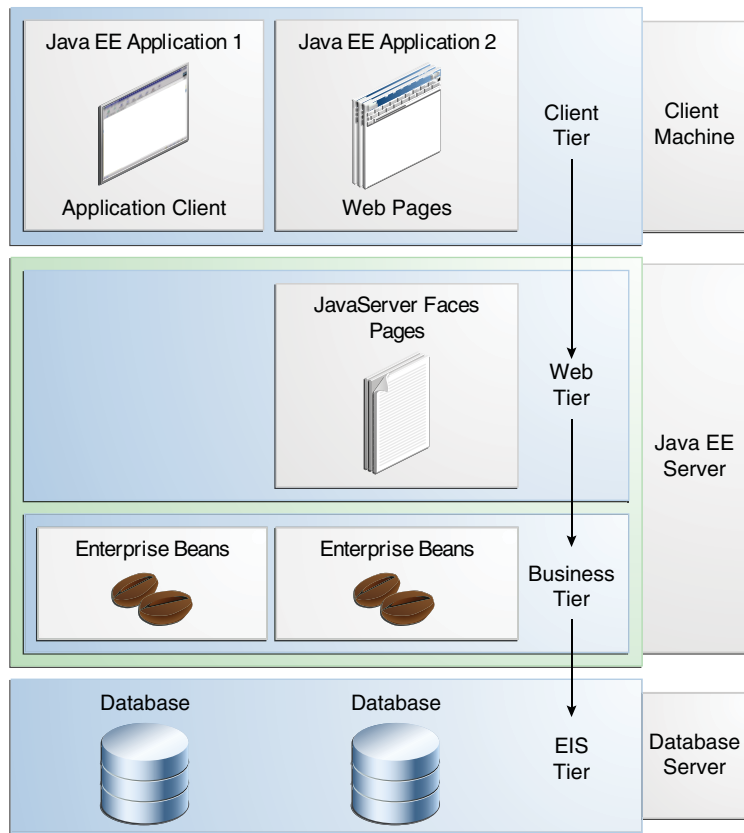 Java EE Application 1
Java EE Application 2
Application Client
Web Pages
Client
Tier
Client
Machine
JavaServer Faces
Pages
Web
Tier
Java EE
Server
Enterprise Beans
Enterprise Beans
Business
Tier
Database
Database
EIS
Tier
Database
Server